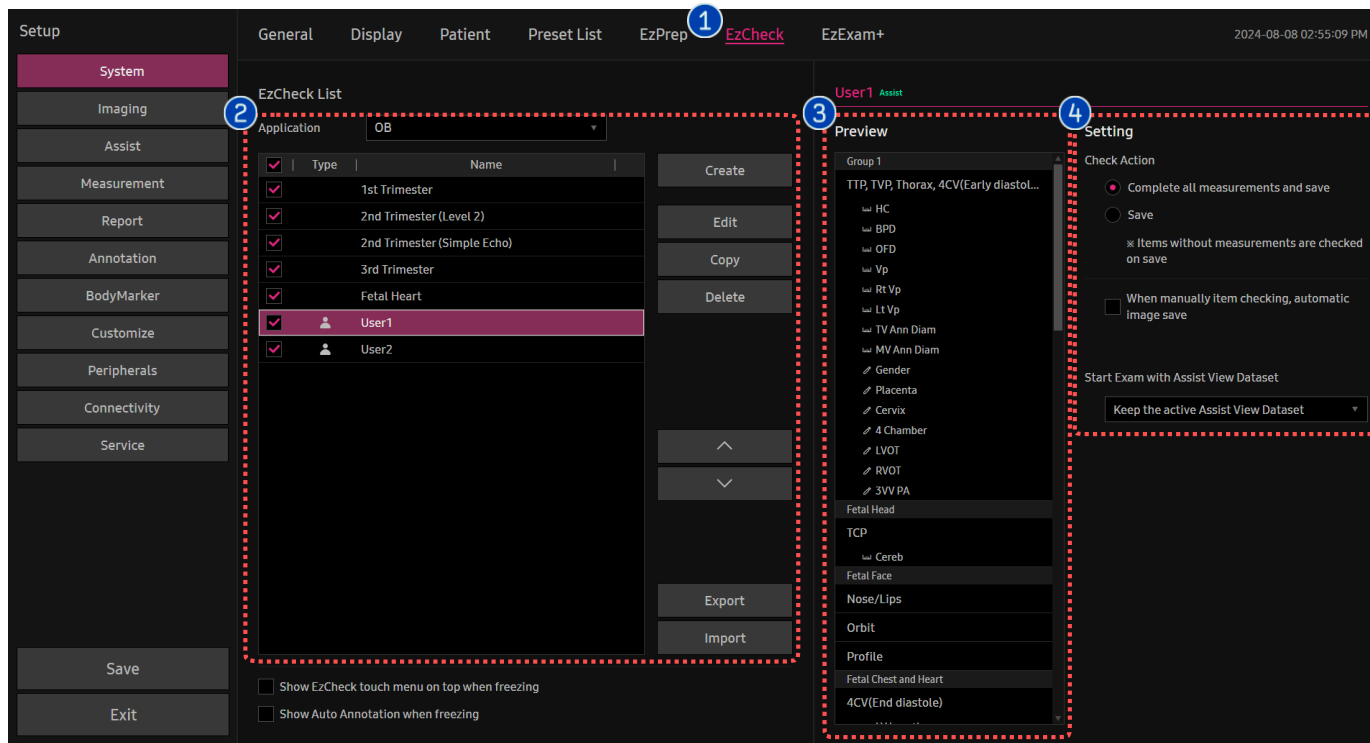 Setup
General Display Patient Preset List EzPrep 1 EzCheck EzExam+ 2024-08-08 02:55:09 PM
System
Imaging
Assist
Measurement
Report
Annotation
BodyMarker
Customize
Peripherals
Connectivity
Service
Save
Exit
EzCheck List
2
Application OB
Type Name
1st Trimester
2nd Trimester (Level 2)
2nd Trimester (Simple Echo)
3rd Trimester
Fetal Heart
User1
User2
Create
Edit
Copy
Delete
Export
Import
Show EzCheck touch menu on top when freezing
Show Auto Annotation when freezing
User1 Assist
3
Preview
Group 1
TTP, TVP, Thorax, 4CV(Early diastol...
HC
BPD
OFD
Vp
Rt Vp
Lt Vp
TV Ann Diam
MV Ann Diam
Gender
Placenta
Cervix
4 Chamber
LVOT
RVOT
3VV PA
Fetal Head
TCP
Cereb
Fetal Face
Nose/Lips
Orbit
Profile
Fetal Chest and Heart
4CV(End diastole)
4
Setting
Check Action
Complete all measurements and save
Save
※ Items without measurements are checked
on save
When manually item checking, automatic
image save
Start Exam with Assist View Dataset
Keep the active Assist View Dataset